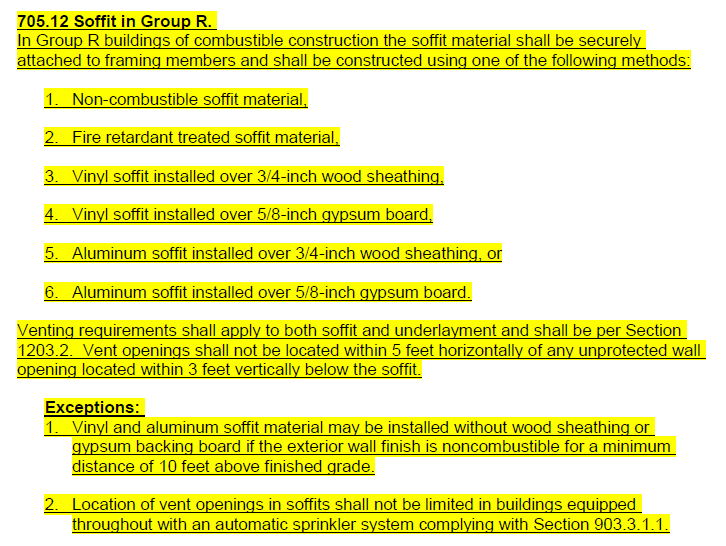 705.12 Soffit in Group R.
In Group R buildings of combustible construction the soffit material shall be securely
attached to framing members and shall be constructed using one of the following methods:
1. Non-combustible soffit material,
2. Fire retardant treated soffit material,
3. Vinyl soffit installed over 3/4-inch wood sheathing,
4. Vinyl soffit installed over 5/8-inch gypsum board,
5. Aluminum soffit installed over 3/4-inch wood sheathing, or
6. Aluminum soffit installed over 5/8-inch gypsum board.
Venting requirements shall apply to both soffit and underlayment and shall be per Section
1203.2. Vent openings shall not be located within 5 feet horizontally of any unprotected wall
opening located within 3 feet vertically below the soffit.
Exceptions:
1. Vinyl and aluminum soffit material may be installed without wood sheathing or
gypsum backing board if the exterior wall finish is noncombustible for a minimum
distance of 10 feet above finished grade.
2. Location of vent openings in soffits shall not be limited in buildings equipped
throughout with an automatic sprinkler system complying with Section 903.3.1.1.